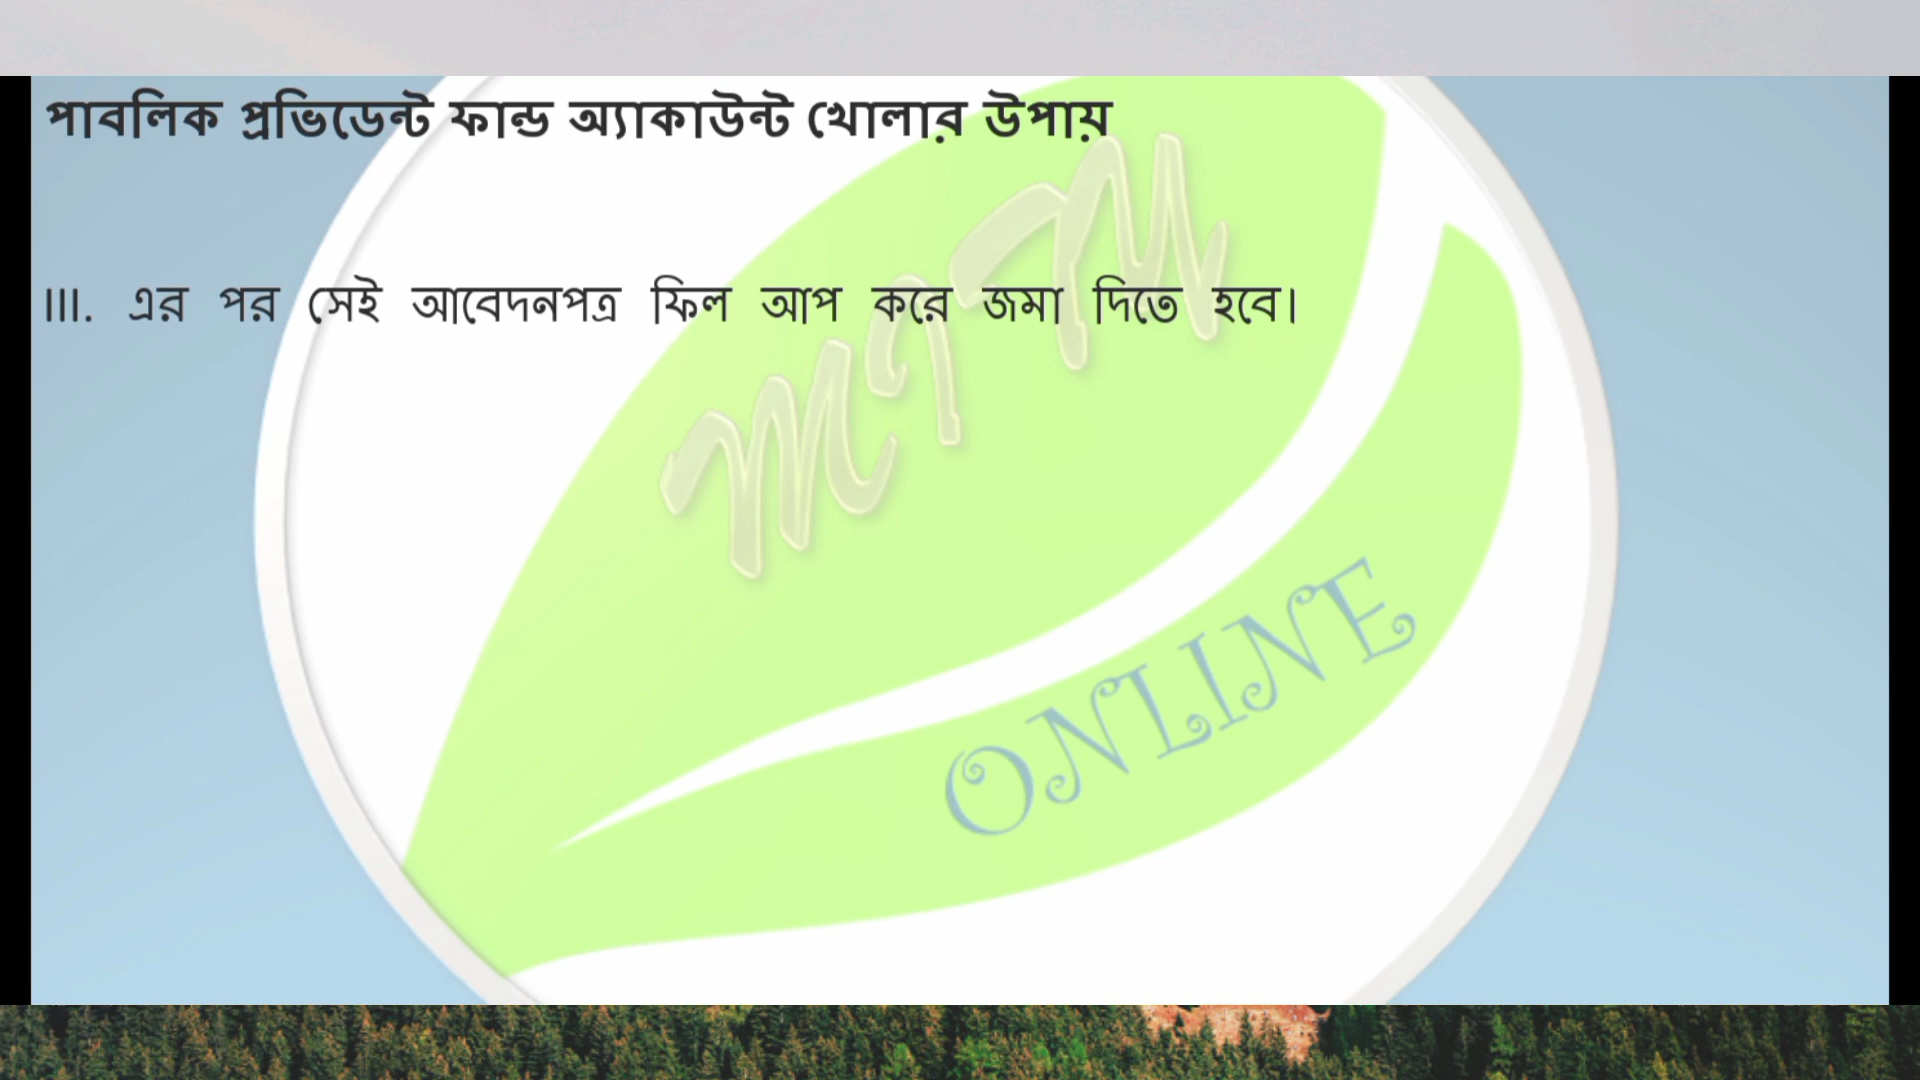 পাবলিক প্রভিডেন্ট ফান্ড অ্যাকাউন্ট খোলার উপায়
III. এর পর সেই আবেদনপত্র ফিল আপ করে জমা দিতে হবে।
ONLINE